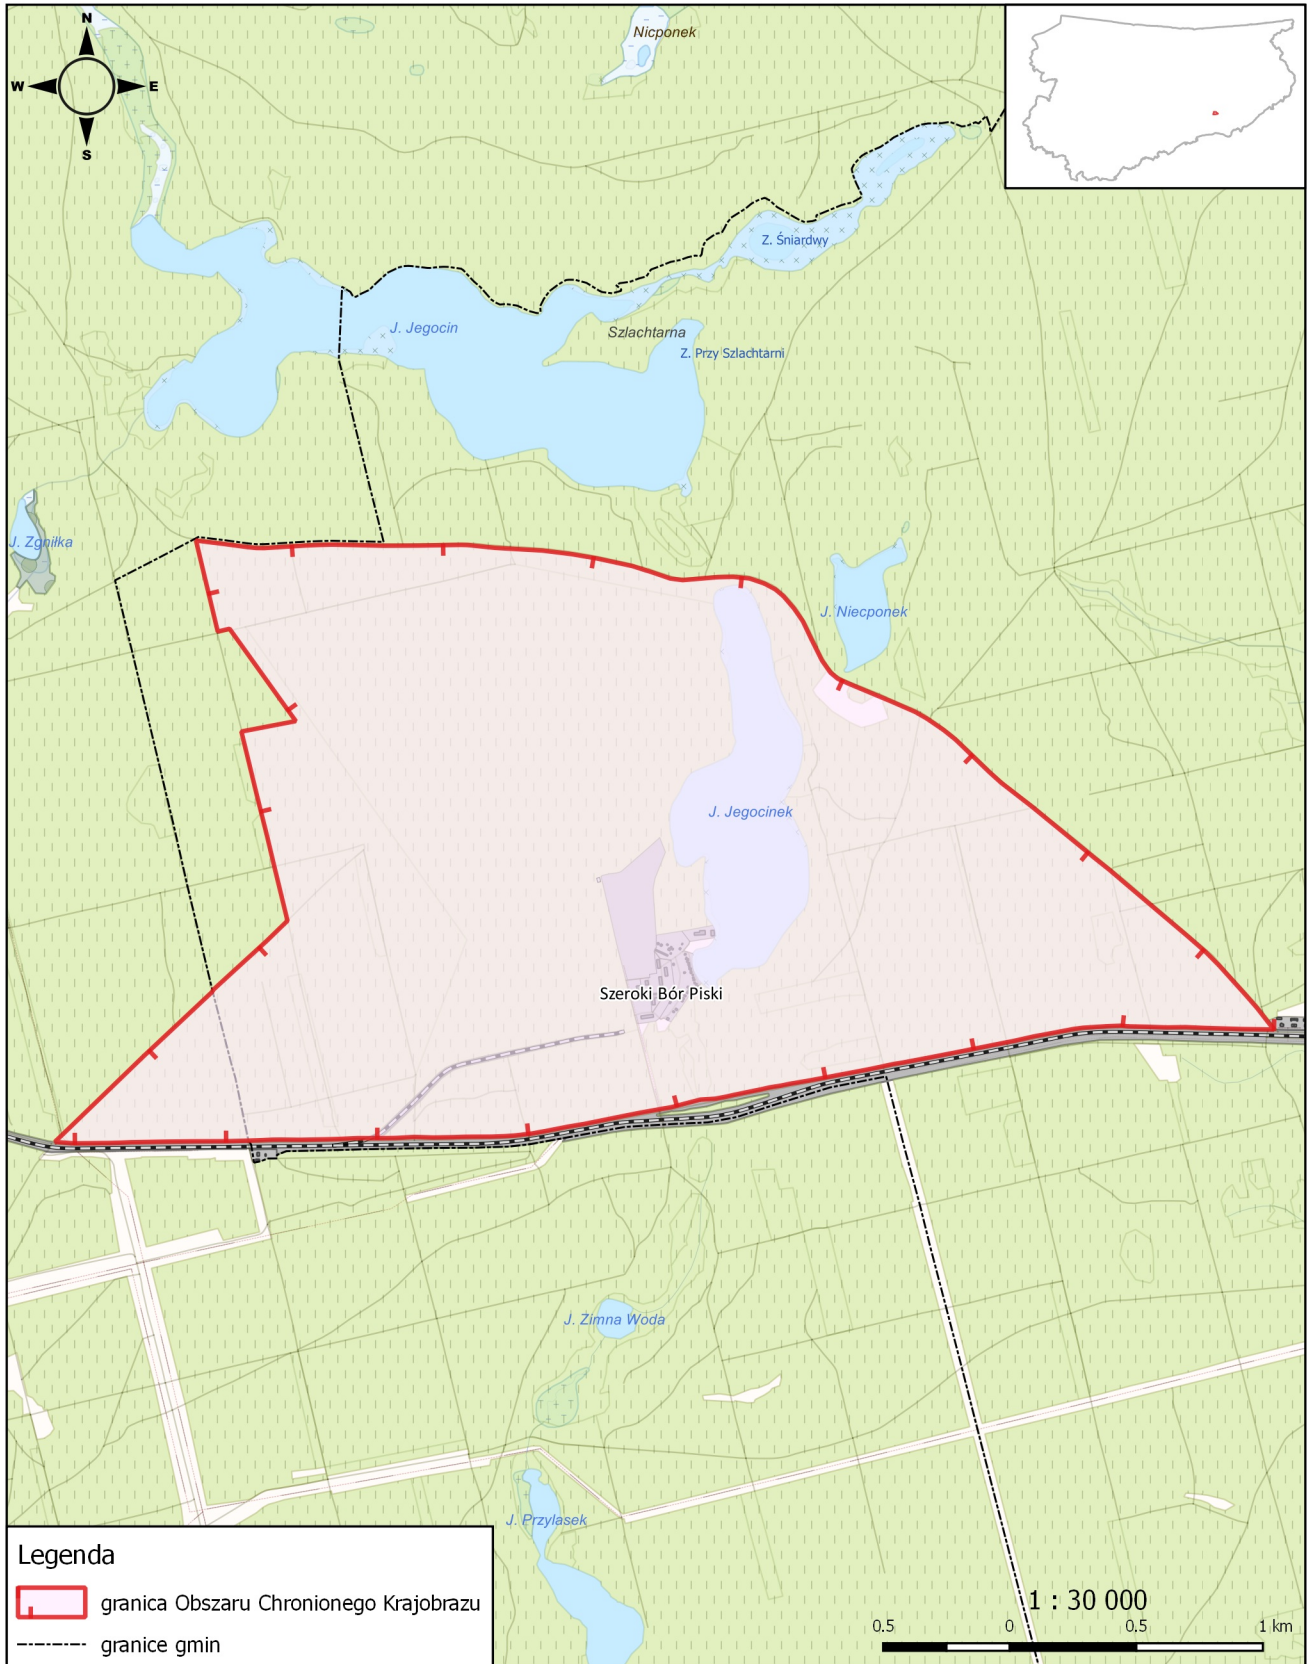 N
W
E
S
Nicponek
Z. Śniardwy
J. Jegocin
Szlachtarna
Z. Przy Szlachtarni
J. Zgniłka
J. Niecponek
J. Jegocinek
Szeroki Bór Piski
J. Zimna Woda
J. Przylasek
Legenda
granica Obszaru Chronionego Krajobrazu
granice gmin
1 : 30 000
0.5 0 0.5 1 km